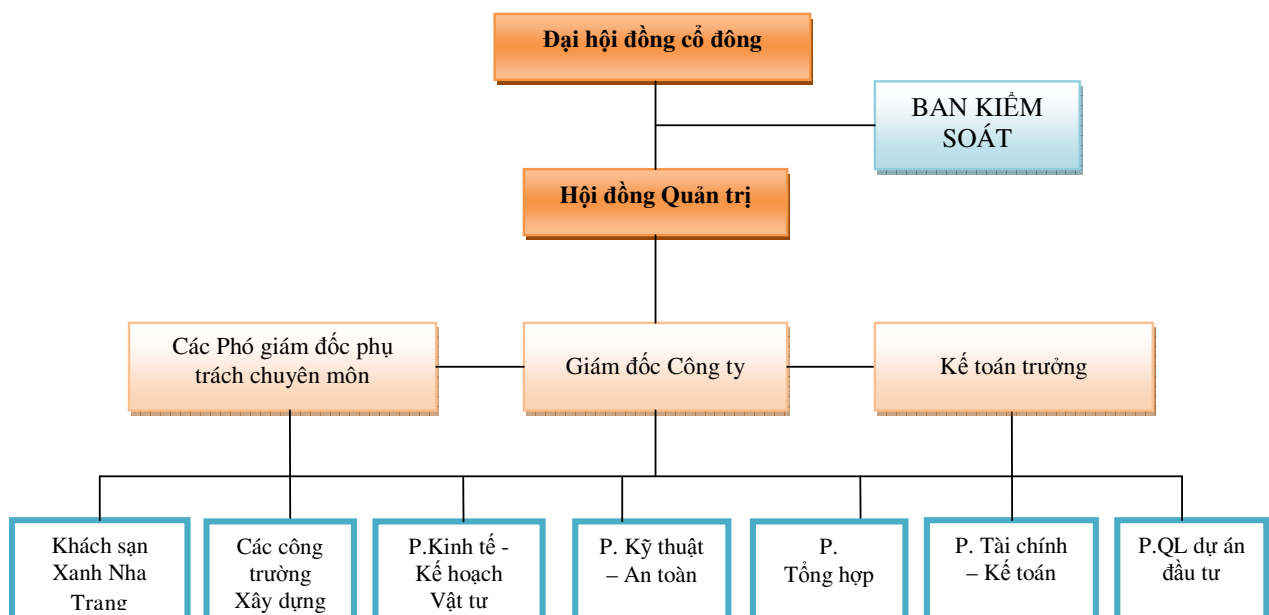 Đại hội đồng cổ đông
BAN KIỂM
SOÁT
Hội đồng Quản trị
Các Phó giám đốc phụ
trách chuyên môn
Giám đốc Công ty
Kế toán trưởng
Khách sạn
Xanh Nha
Trang
Các công
trường
Xây dựng
P.Kinh tế -
Kế hoạch
Vật tư
P. Kỹ thuật
– An toàn
P.
Tổng hợp
P. Tài chính
– Kế toán
P.QL dự án
đầu tư